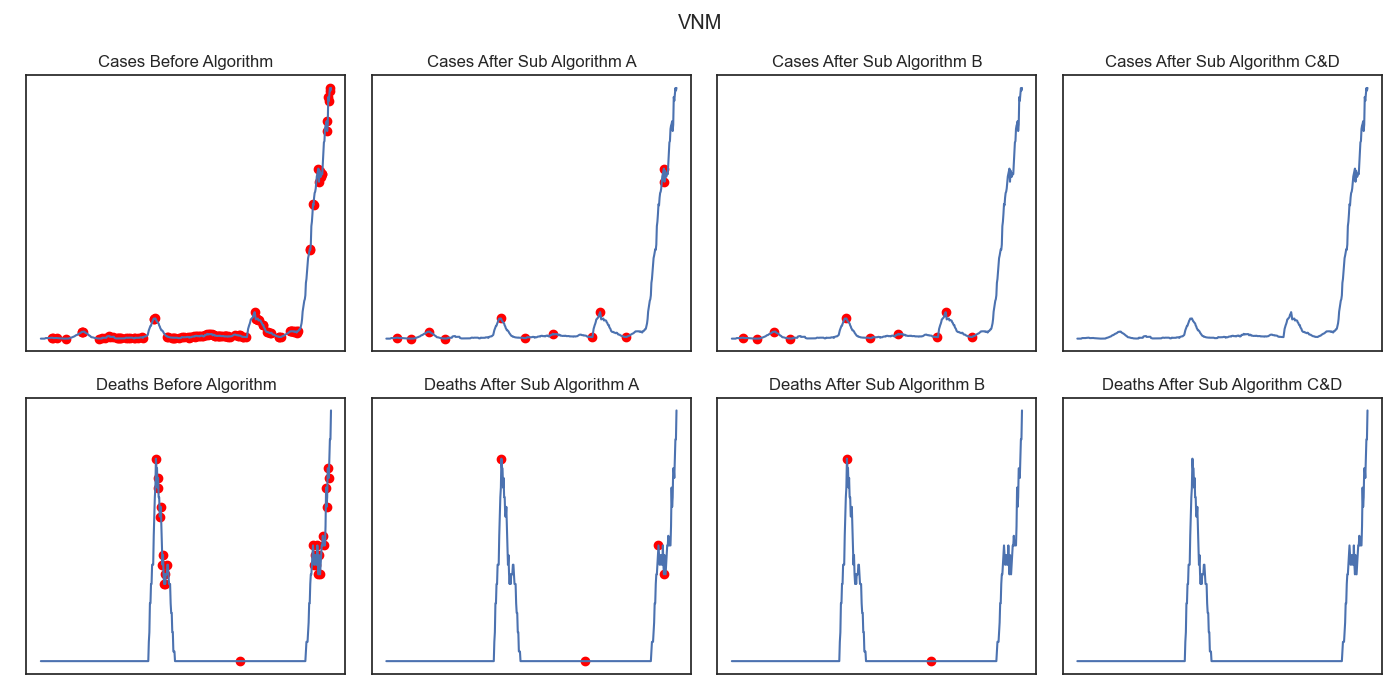 VNM
Cases Before Algorithm
Cases After Sub Algorithm A
Cases After Sub Algorithm B
Cases After Sub Algorithm C&D
Deaths Before Algorithm
Deaths After Sub Algorithm A
Deaths After Sub Algorithm B
Deaths After Sub Algorithm C&D